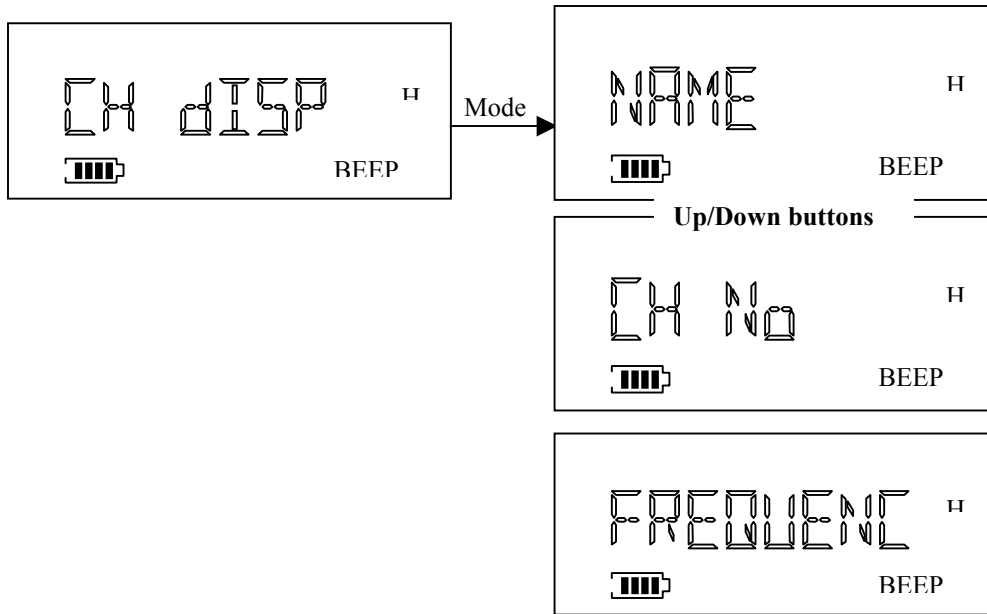 CH dISP H
BEEP
Mode
NAME H
BEEP
Up/Down buttons
CH No H
BEEP
FREQUENC H
BEEP